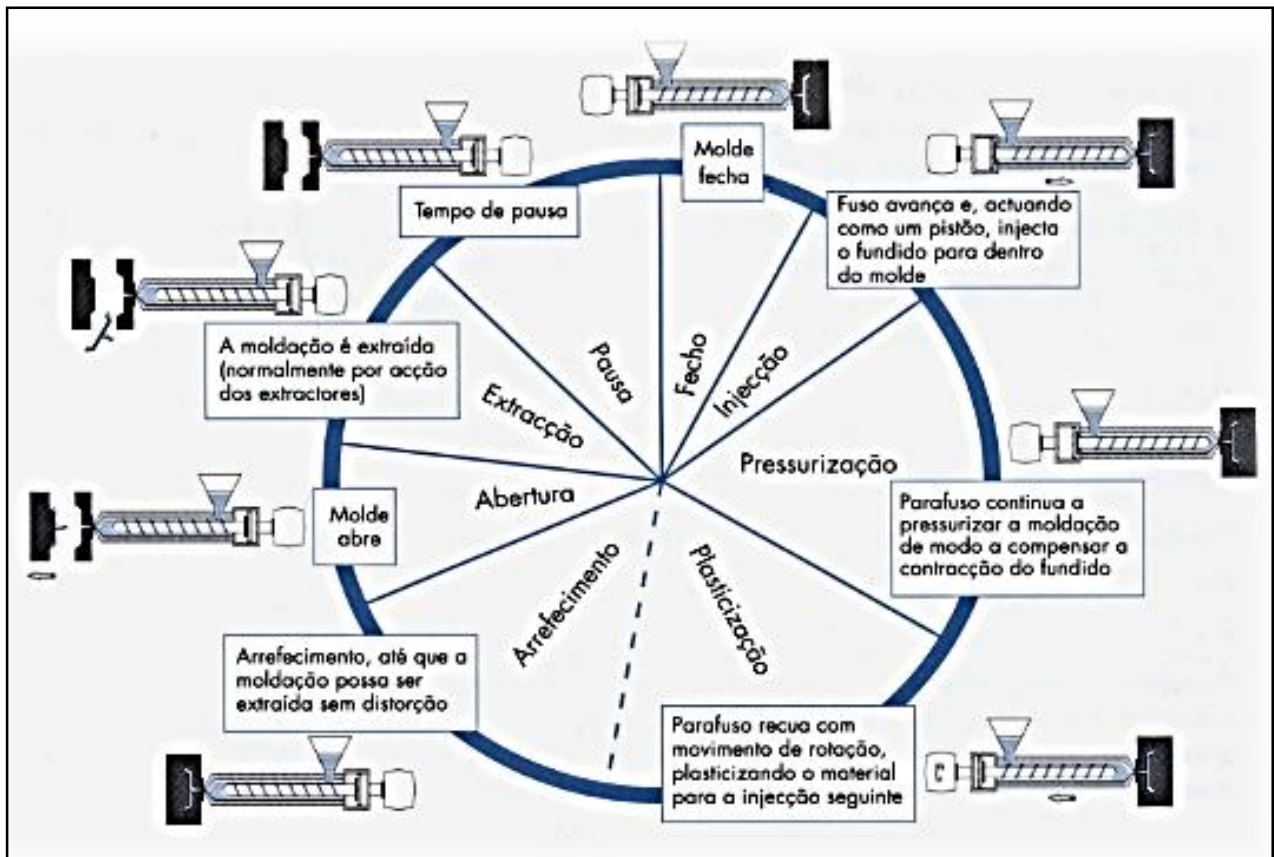 Molde
fecha
Fuso avança e, actuando
como um pistão, injecta
o fundido para dentro
do molde
Parafuso continua a
pressurizar a moldação
de modo a compensar a
contracção do fundido
Parafuso recua com
movimento de rotação,
plasticizando o material
para a injecção seguinte
Arrefecimento, até que a
moldação possa ser
extraída sem distorção
Molde
abre
A moldação é extraída
(normalmente por acção
dos extractores)
Tempo de pausa
Fecho
Injecção
Pressurização
Plasticização
Arrefecimento
Abertura
Extracção
Pausa